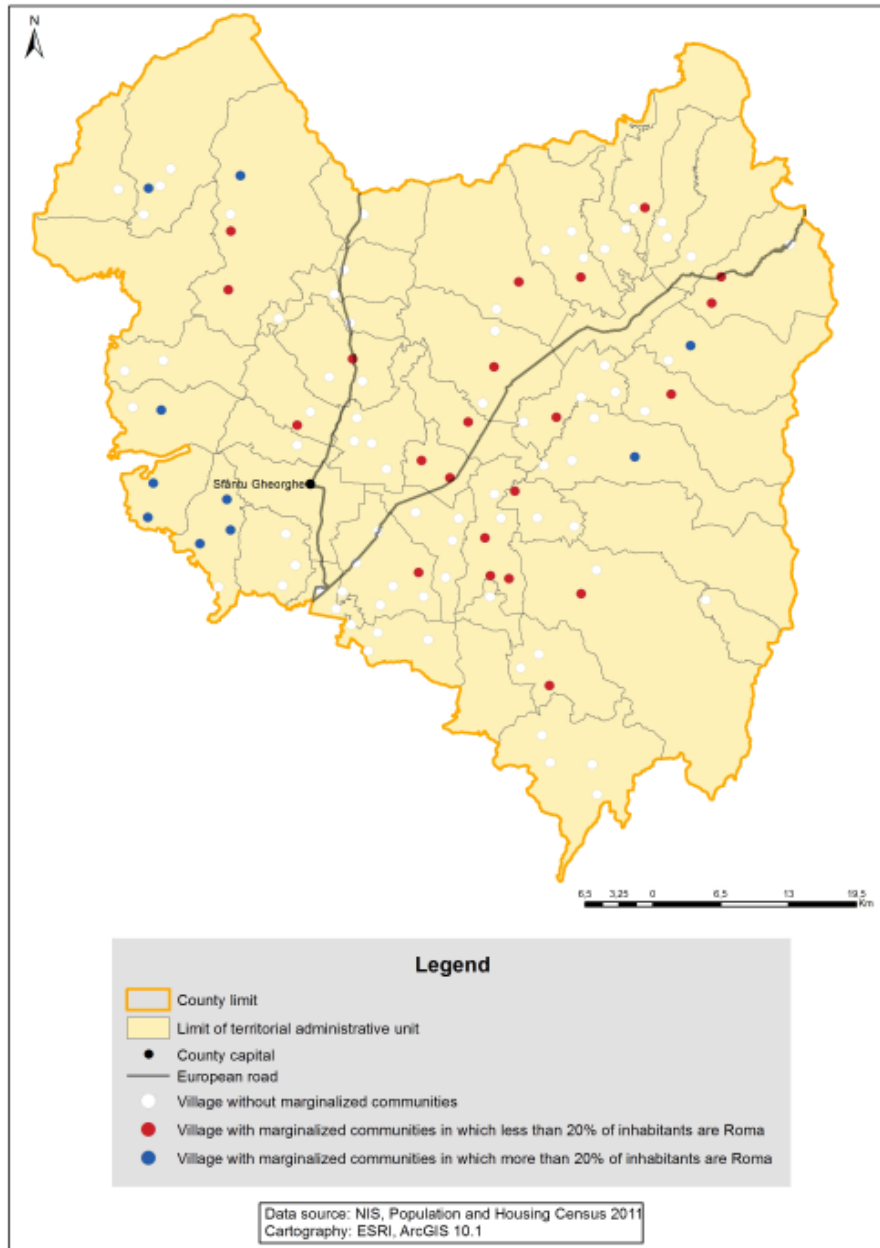 N
Sfântu Gheorghe
6,5 3,25 0 6,5 13 19,5
Km
Legend
County limit
Limit of territorial administrative unit
County capital
European road
Village without marginalized communities
Village with marginalized communities in which less than 20% of inhabitants are Roma
Village with marginalized communities in which more than 20% of inhabitants are Roma
Data source: NIS, Population and Housing Census 2011
Cartography: ESRI, ArcGIS 10.1